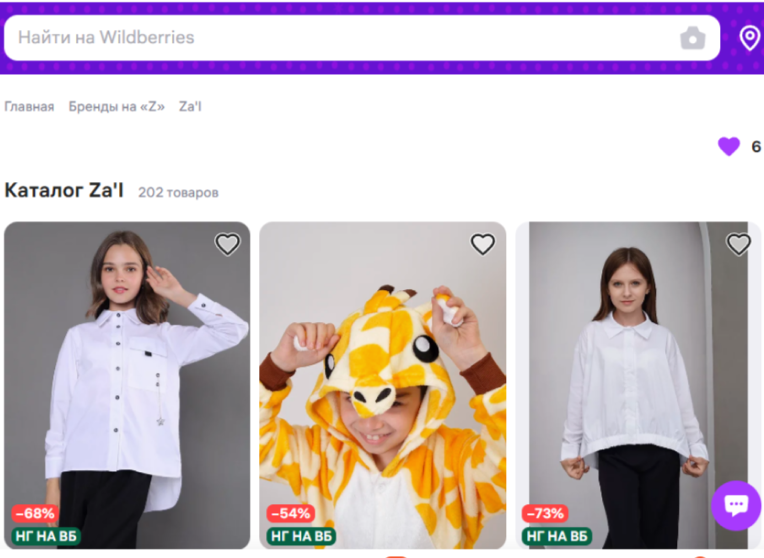 Найти на Wildberries
Главная Бренды на «Z» Za'l
6
Каталог Za'l 202 товаров
–68% –54% –73%
НГ НА ВБ НГ НА ВБ НГ НА ВБ